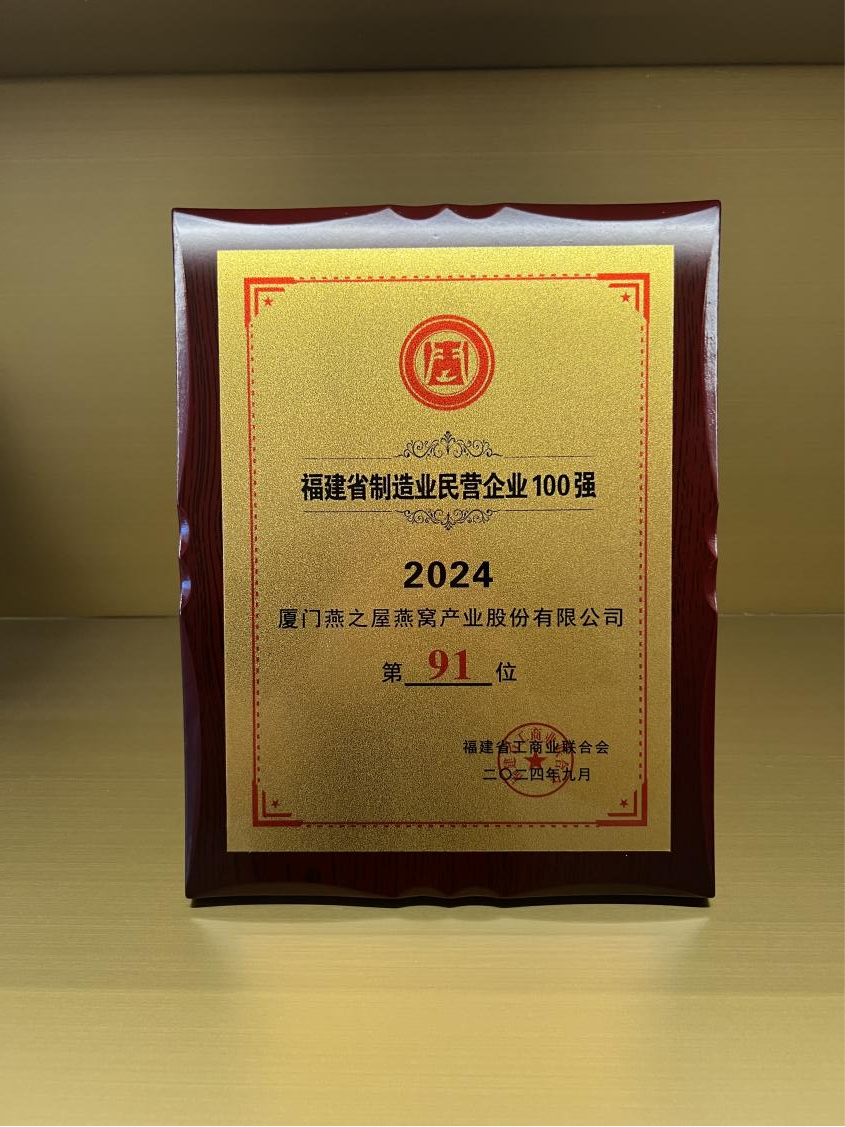 福建省制造业民营企业100强
2024
厦门燕之屋燕窝产业股份有限公司
第 91 位
福建省工商业联合会
二〇二四年九月